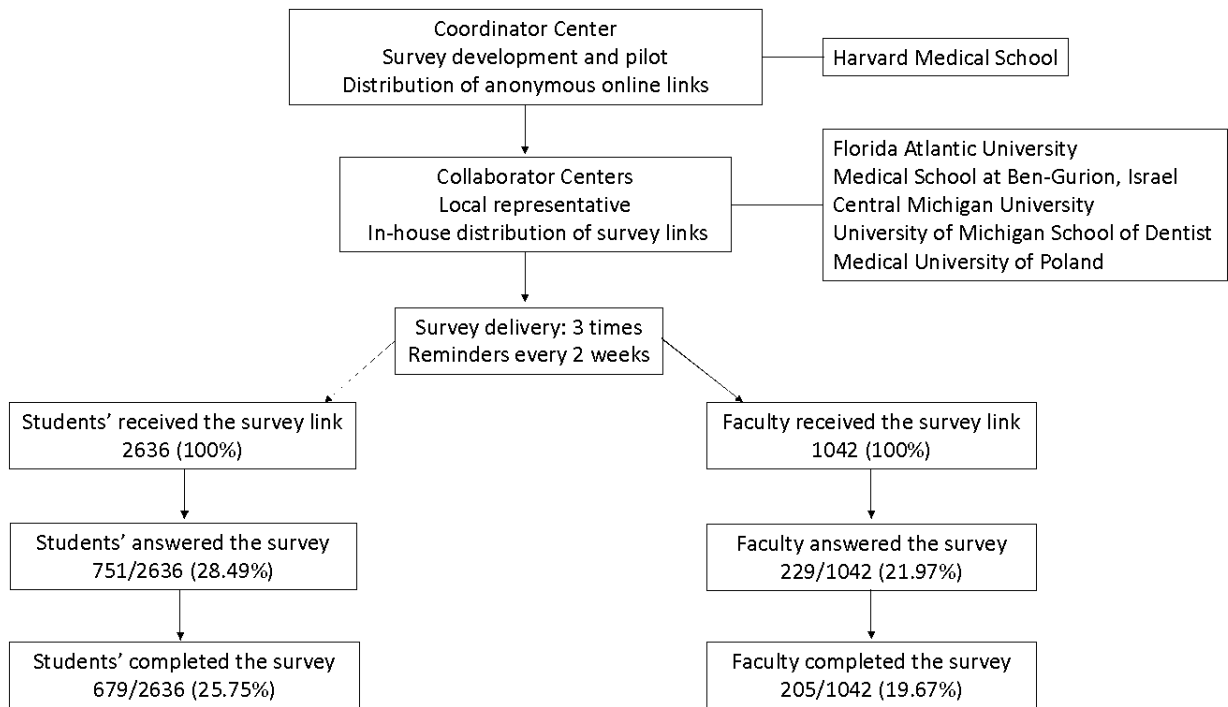 Coordinator Center
Survey development and pilot
Distribution of anonymous online links
Harvard Medical School
Collaborator Centers
Local representative
In-house distribution of survey links
Florida Atlantic University
Medical School at Ben-Gurion, Israel
Central Michigan University
University of Michigan School of Dentist
Medical University of Poland
Survey delivery: 3 times
Reminders every 2 weeks
Students’ received the survey link
2636 (100%)
Faculty received the survey link
1042 (100%)
Students’ answered the survey
751/2636 (28.49%)
Faculty answered the survey
229/1042 (21.97%)
Students’ completed the survey
679/2636 (25.75%)
Faculty completed the survey
205/1042 (19.67%)